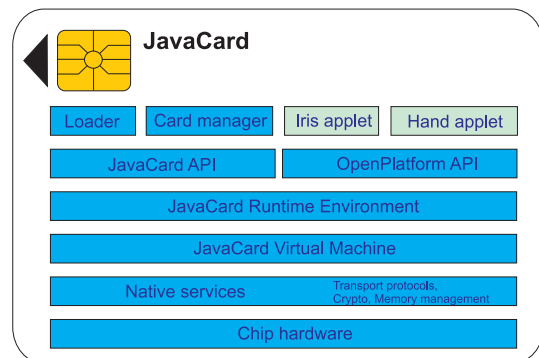 JavaCard
Loader
Card manager
Iris applet
Hand applet
JavaCard API
OpenPlatform API
JavaCard Runtime Environment
JavaCard Virtual Machine
Native services
Transport protocols,
Crypto, Memory management
Chip hardware